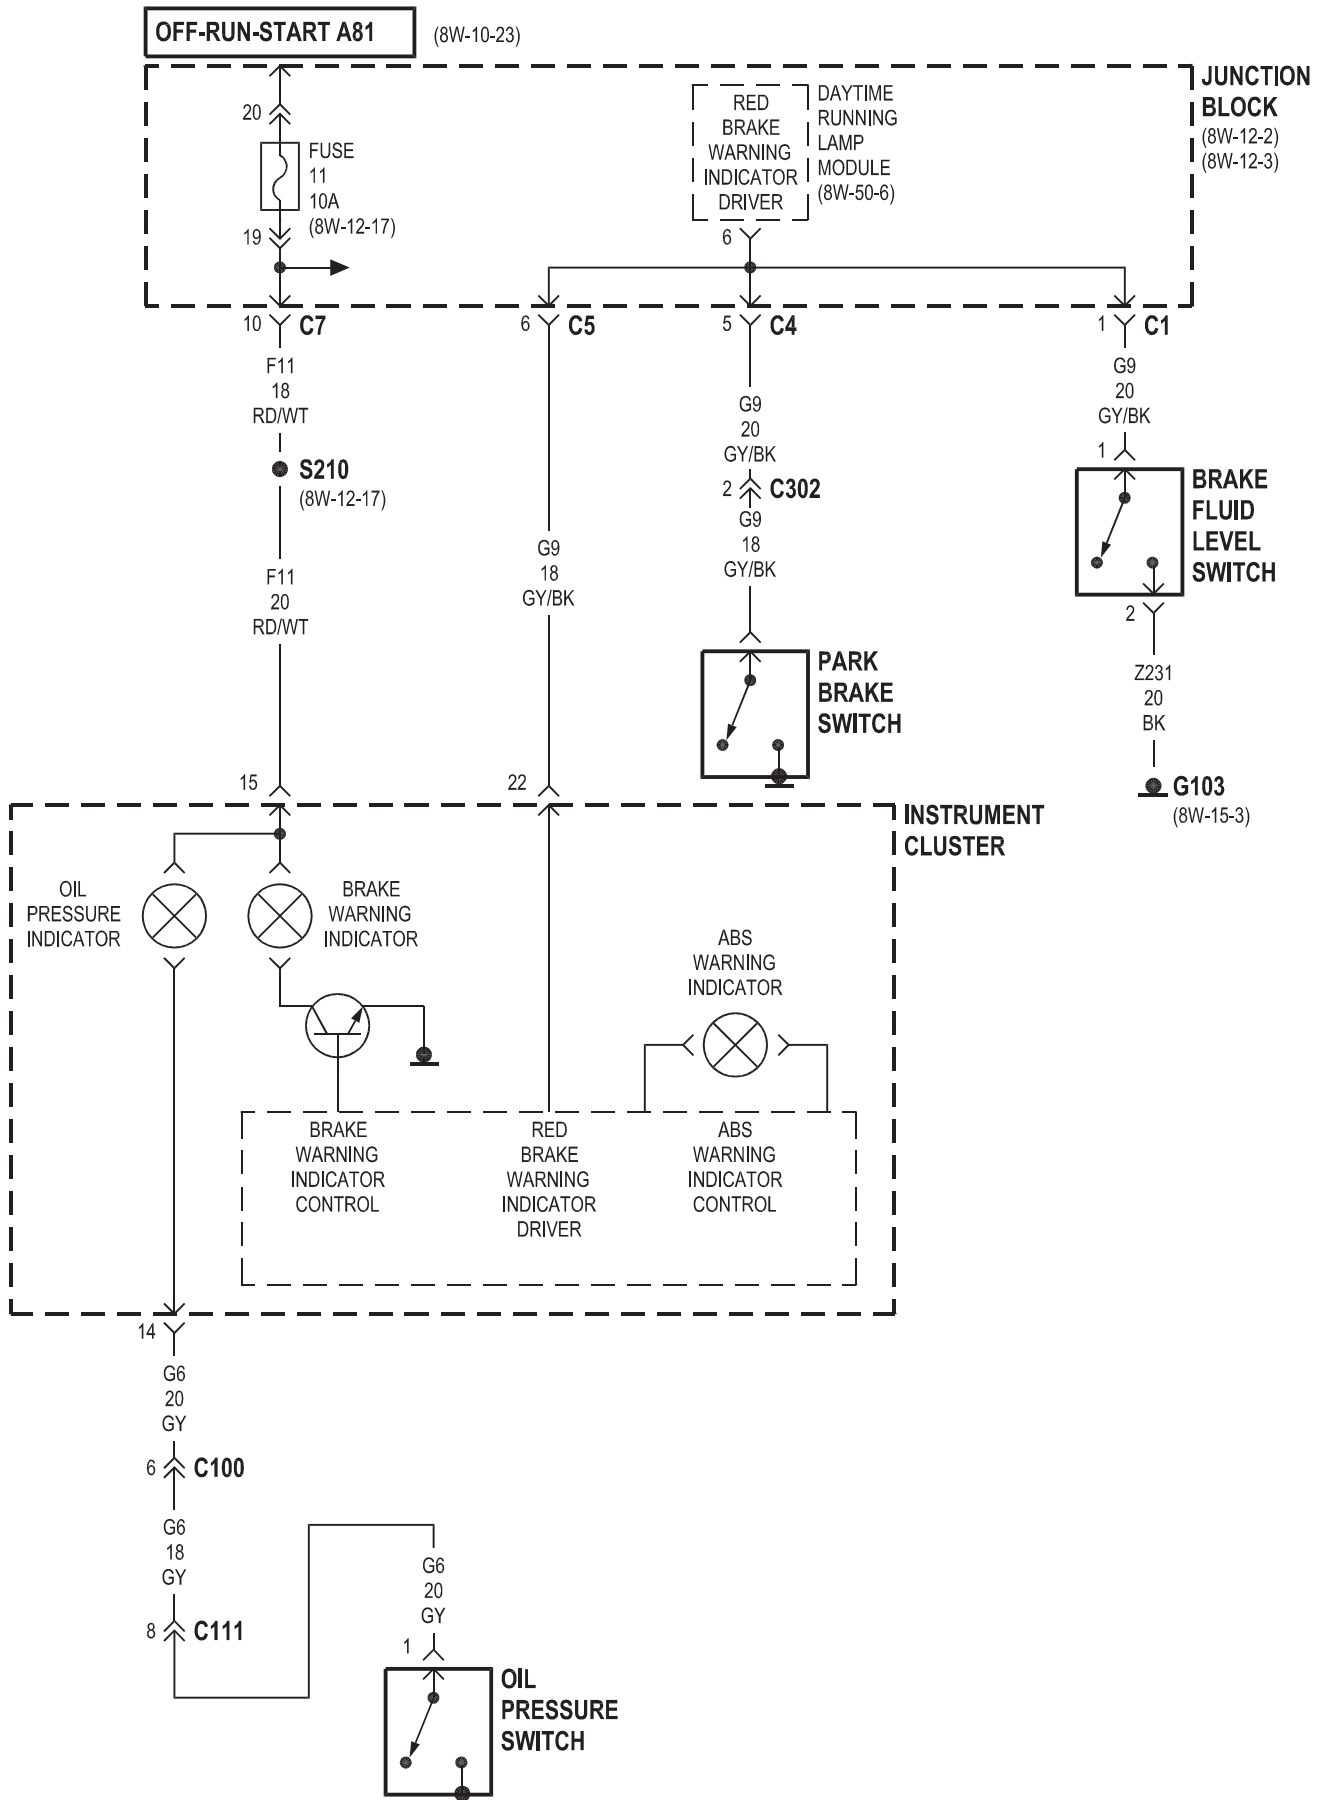 OFF-RUN-START A81
(8W-10-23)
JUNCTION
BLOCK
(8W-12-2)
(8W-12-3)
20
FUSE
11
10A
(8W-12-17)
19
RED
BRAKE
WARNING
INDICATOR
DRIVER
DAYTIME
RUNNING
LAMP
MODULE
(8W-50-6)
6
10
C7
6
C5
5
C4
1
C1
F11
18
RD/WT
S210
(8W-12-17)
F11
20
RD/WT
G9
18
GY/BK
G9
20
GY/BK
2
C302
G9
18
GY/BK
PARK
BRAKE
SWITCH
G9
20
GY/BK
1
BRAKE
FLUID
LEVEL
SWITCH
2
Z231
20
BK
G103
(8W-15-3)
15
22
INSTRUMENT
CLUSTER
OIL
PRESSURE
INDICATOR
BRAKE
WARNING
INDICATOR
ABS
WARNING
INDICATOR
BRAKE
WARNING
INDICATOR
CONTROL
RED
BRAKE
WARNING
INDICATOR
DRIVER
ABS
WARNING
INDICATOR
CONTROL
14
G6
20
GY
6
C100
G6
18
GY
8
C111
G6
20
GY
1
OIL
PRESSURE
SWITCH